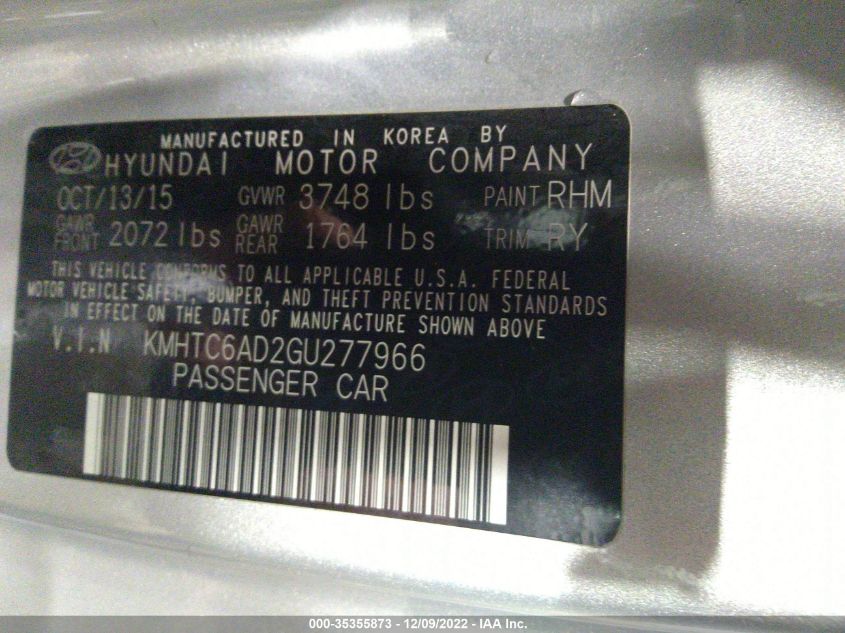 MANUFACTURED IN KOREA BY
HYUNDAI MOTOR COMPANY
OCT/13/15 GVWR 3748 lbs PAINT RHM
GAWR FRONT 2072 lbs GAWR REAR 1764 lbs TRIM RY
THIS VEHICLE CONFORMS TO ALL APPLICABLE U.S.A. FEDERAL
MOTOR VEHICLE SAFETY, BUMPER, AND THEFT PREVENTION STANDARDS
IN EFFECT ON THE DATE OF MANUFACTURE SHOWN ABOVE
V.I.N KMHTC6AD2GU277966
PASSENGER CAR
000-35355873 - 12/09/2022 - IAA Inc.